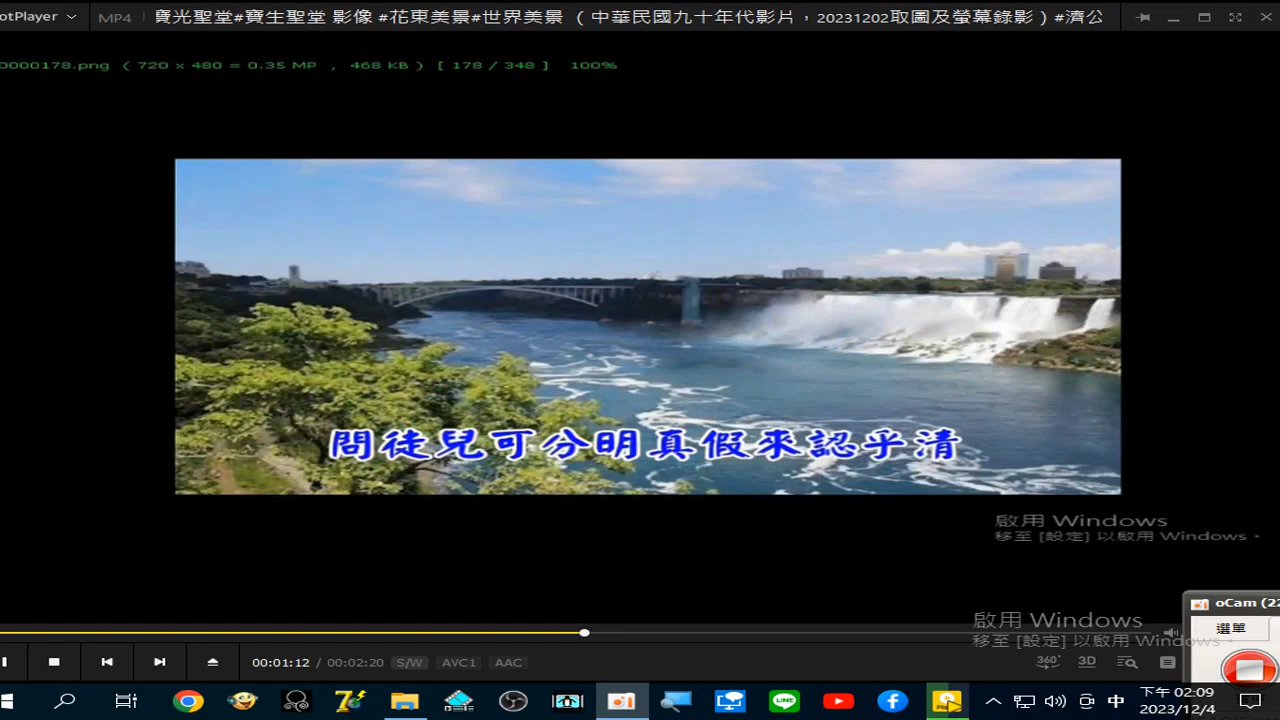 otPlayer MP4 寶光聖堂#寶生聖堂 影像 #花東美景#世界美景 （中華民國九十年代影片，20231202取圖及螢幕錄影）#濟公
0000178.png ( 720 x 480 = 0.35 MP , 468 KB ) [ 178 / 348 ] 100%
問徒兒可分明真假來認乎清
啟用 Windows
移至 [設定] 以啟用 Windows。
啟用 Windows
移至 [設定] 以啟用 Windows。
oCam (22
選單
00:01:12 / 00:02:20 S/W AVC1 AAC
360° 3D
中
下午 02:09
2023/12/4